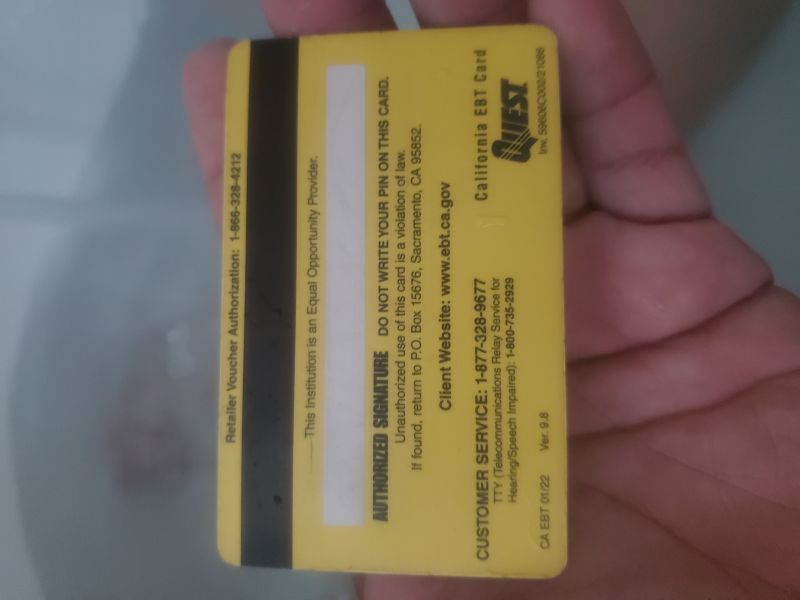 Retailer Voucher Authorization: 1-866-328-4212
This Institution is an Equal Opportunity Provider.
AUTHORIZED SIGNATURE DO NOT WRITE YOUR PIN ON THIS CARD.
Unauthorized use of this card is a violation of law.
If found, return to P.O. Box 15676, Sacramento, CA 95852.
Client Website: www.ebt.ca.gov
CUSTOMER SERVICE: 1-877-328-9677
TTY (Telecommunications Relay Service for
Hearing/Speech Impaired): 1-800-735-2929
CA EBT 01/22 Ver. 9.8
California EBT Card
QUEST
Inv. 59608C002/21086